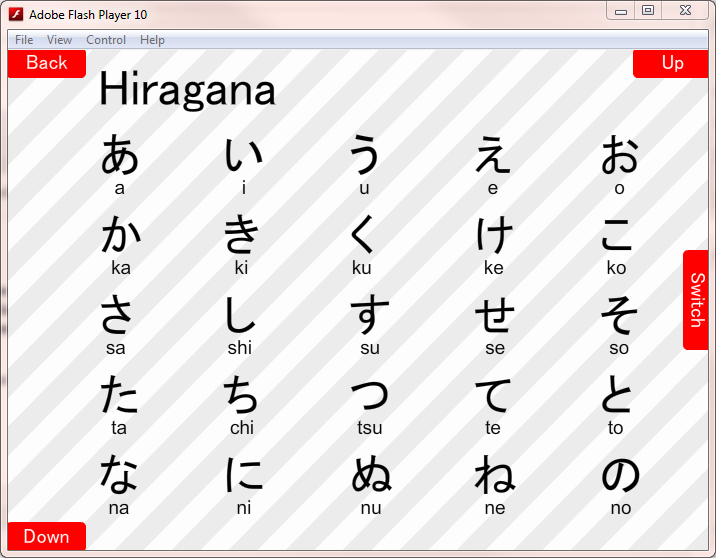 Adobe Flash Player 10
File View Control Help
Back
Up
Hiragana
あ い う え お
a i u e o
か き く け こ
ka ki ku ke ko
Switch
さ し す せ そ
sa shi su se so
た ち つ て と
ta chi tsu te to
な に ぬ ね の
na ni nu ne no
Down